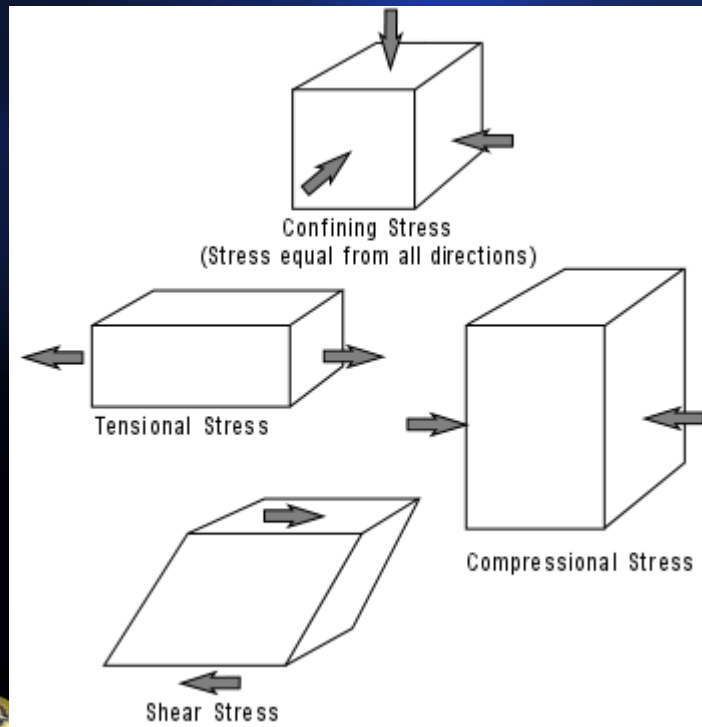 Confining Stress
(Stress equal from all directions)
Tensional Stress
Compressional Stress
Shear Stress